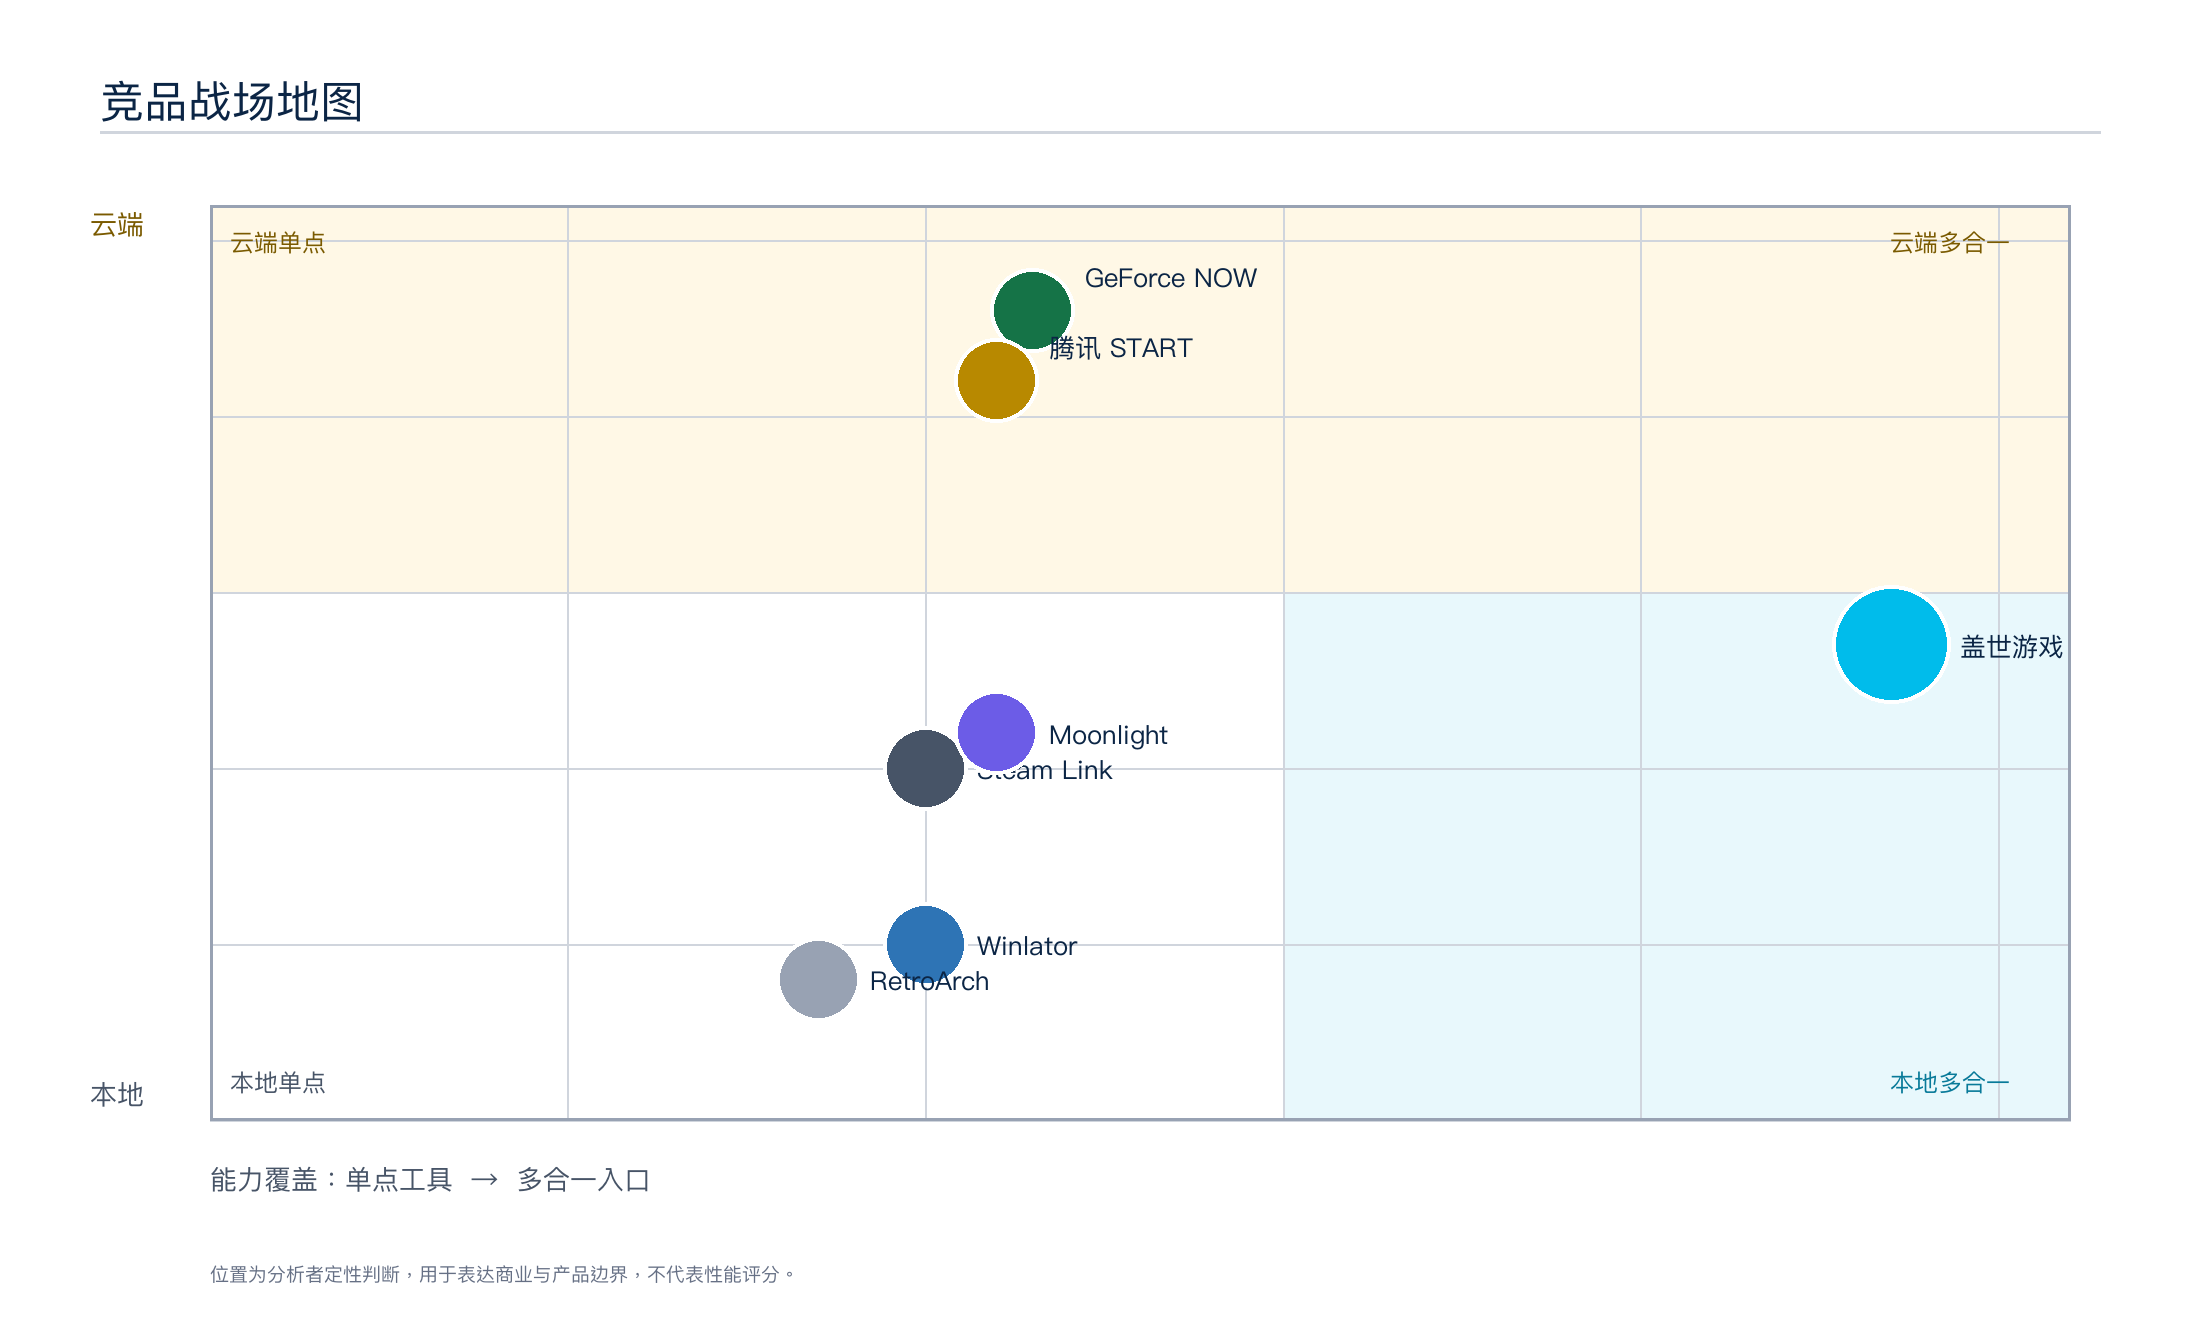 竞品战场地图
云端
云端单点
云端多合一
GeForce NOW
腾讯 START
盖世游戏
Moonlight
Steam Link
Winlator
RetroArch
本地
本地单点
本地多合一
能力覆盖：单点工具 → 多合一入口
位置为分析者定性判断，用于表达商业与产品边界，不代表性能评分。